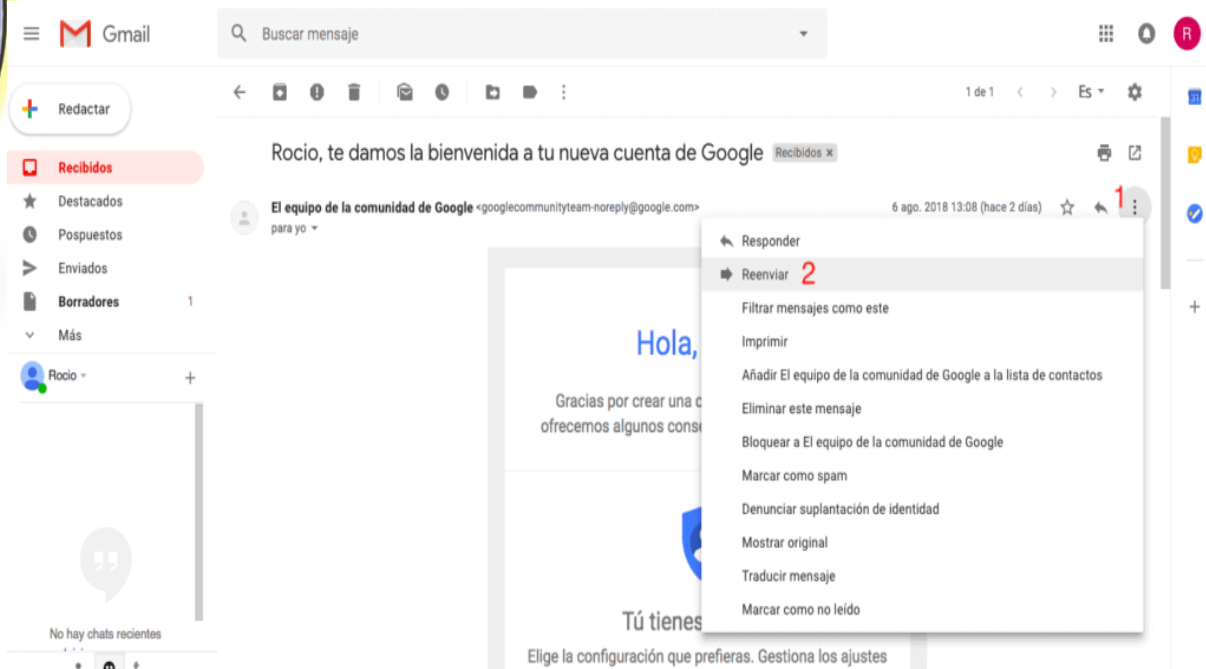 Gmail
Buscar mensaje
R
Redactar
1 de 1
Es
31
Rocio, te damos la bienvenida a tu nueva cuenta de Google Recibidos x
Recibidos
Destacados
Pospuestos
Enviados
Borradores 1
Más
Rocio
No hay chats recientes
El equipo de la comunidad de Google <googlecommunityteam-noreply@google.com>
6 ago. 2018 13:08 (hace 2 días)
1
para yo
Responder
Reenviar 2
Filtrar mensajes como este
Imprimir
Añadir El equipo de la comunidad de Google a la lista de contactos
Eliminar este mensaje
Bloquear a El equipo de la comunidad de Google
Marcar como spam
Denunciar suplantación de identidad
Mostrar original
Traducir mensaje
Marcar como no leído
Hola,
Gracias por crear una
ofrecemos algunos
Tú tienes
Elige la configuración que prefieras. Gestiona los ajustes